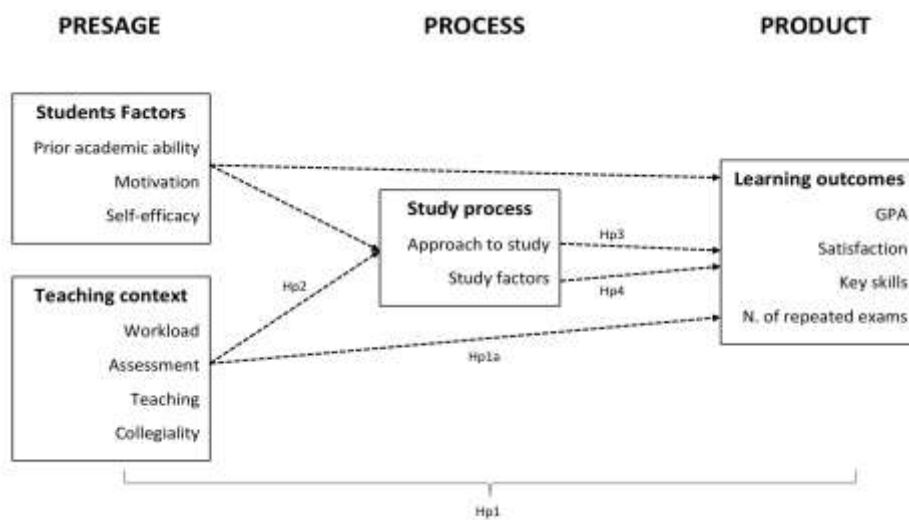 PRESAGE
PROCESS
PRODUCT
Students Factors
Prior academic ability
Motivation
Self-efficacy
Teaching context
Workload
Assessment
Teaching
Collegiality
Hp2
Study process
Approach to study
Study factors
Hp3
Hp4
Hp1a
Learning outcomes
GPA
Satisfaction
Key skills
N. of repeated exams
Hp1